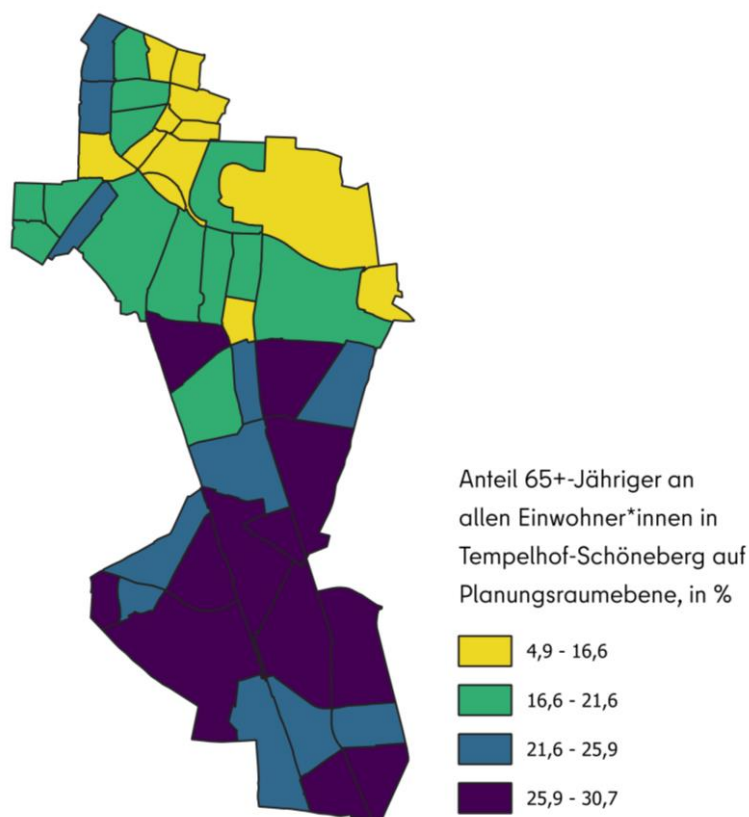 Anteil 65+-Jähriger an
allen Einwohner*innen in
Tempelhof-Schöneberg auf
Planungsraumebene, in %
4,9 - 16,6
16,6 - 21,6
21,6 - 25,9
25,9 - 30,7